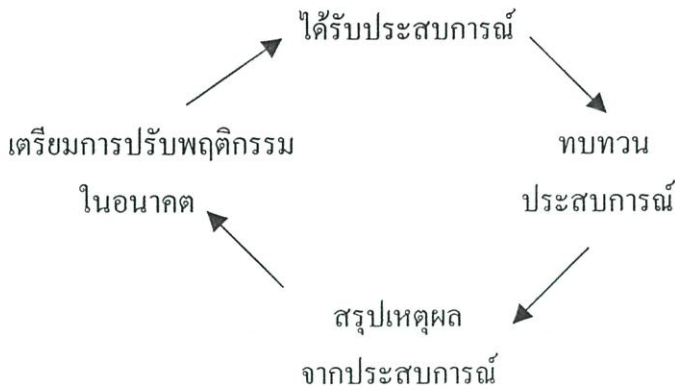 ได้รับประสบการณ์
เตรียมการปรับพฤติกรรม
ในอนาคต
ทบทวน
ประสบการณ์
สรุปเหตุผล
จากประสบการณ์